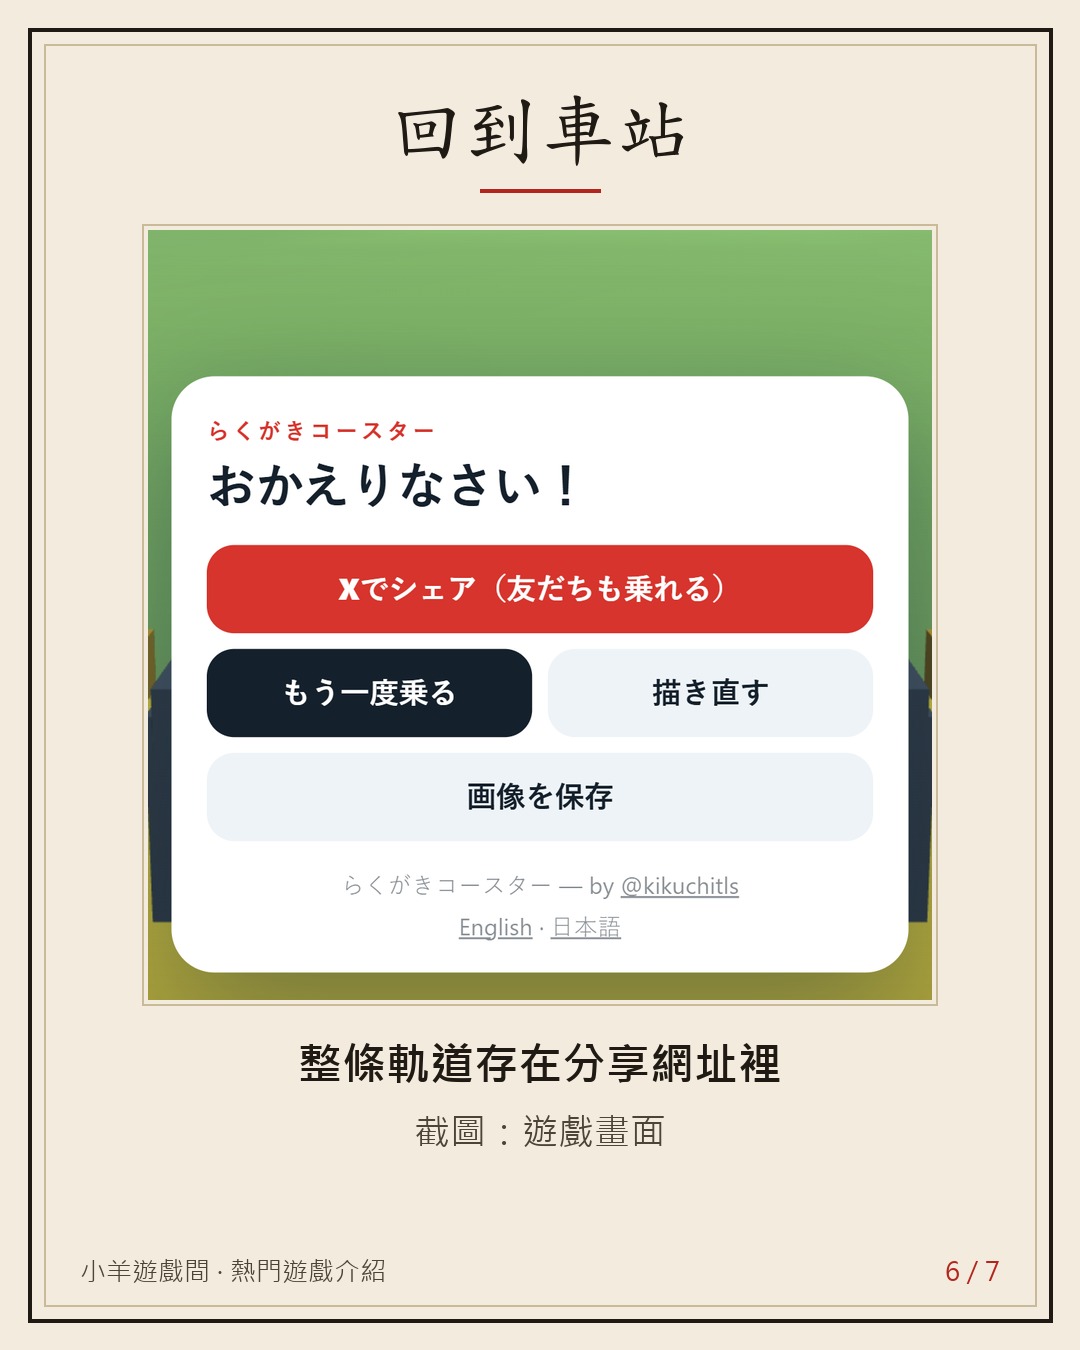 回到車站
らくがきコースター
おかえりなさい！
Xでシェア（友だちも乗れる）
もう一度乗る
描き直す
画像を保存
らくがきコースター — by @kikuchitls
English · 日本語
整條軌道存在分享網址裡
截圖：遊戲畫面
小羊遊戲間 · 熱門遊戲介紹
6 / 7